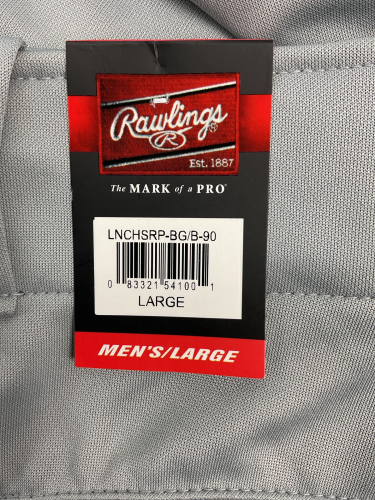 Rawlings®
R
Est. 1887
The MARK of a PRO®
LNCHSRP-BG/B-90
0 83321 54100 1
LARGE
MEN'S/LARGE